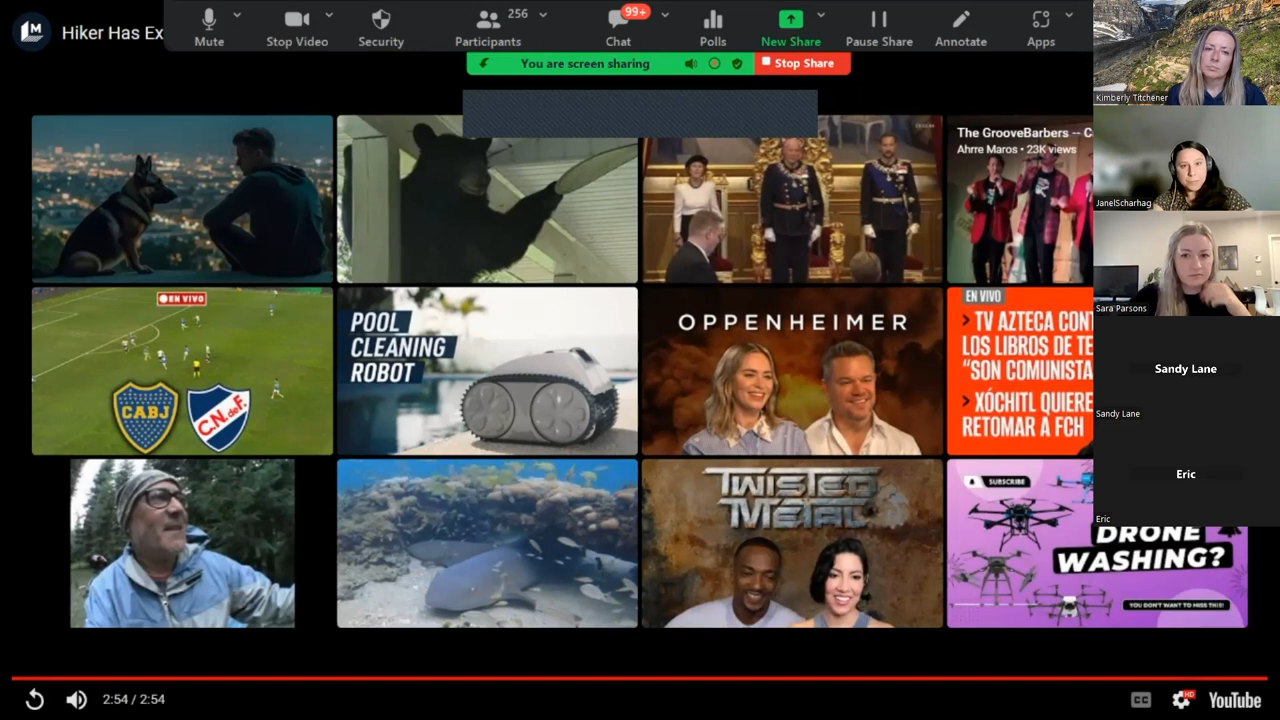 M
Hiker Has Ex
Mute
Stop Video
Security
Participants
256
Chat
99+
Polls
New Share
Pause Share
Annotate
Apps
You are screen sharing
Stop Share
The GrooveBarbers -- C
Ahrre Maros • 23K views
EN VIVO
CABJ
C.N. de F.
POOL
CLEANING
ROBOT
OPPENHEIMER
EN VIVO
> TV AZTECA CONT
LOS LIBROS DE TE
“SON COMUNISTA
> XÓCHITL QUIERE
RETOMAR A FCH
TWISTED
METAL
SUBSCRIBE
DRONE
WASHING?
YOU DON'T WANT TO MISS THIS!
Kimberly Titchener
JanelScharhag
Sara Parsons
Sandy Lane
Sandy Lane
Eric
Eric
2:54 / 2:54
CC
HD
YouTube